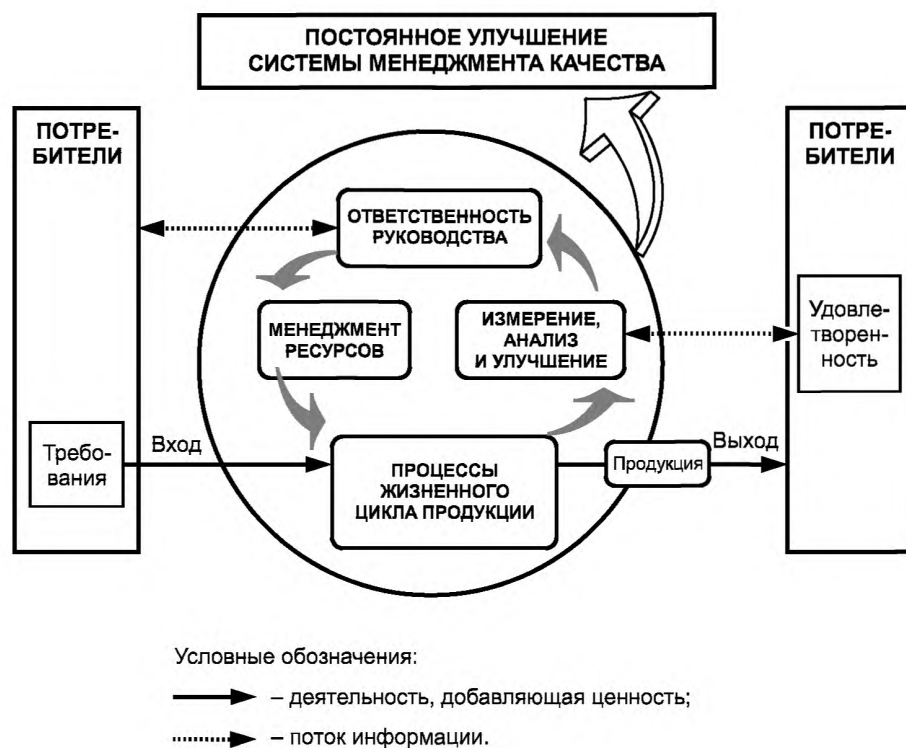 ПОСТОЯННОЕ УЛУЧШЕНИЕ
СИСТЕМЫ МЕНЕДЖМЕНТА КАЧЕСТВА
ПОТРЕ-
БИТЕЛИ
ПОТРЕ-
БИТЕЛИ
ОТВЕТСТВЕННОСТЬ
РУКОВОДСТВА
МЕНЕДЖМЕНТ
РЕСУРСОВ
ИЗМЕРЕНИЕ,
АНАЛИЗ
И УЛУЧШЕНИЕ
Удовле-
творен-
ность
Требо-
вания
Вход
ПРОЦЕССЫ
ЖИЗНЕННОГО
ЦИКЛА ПРОДУКЦИИ
Продукция
Выход
Условные обозначения:
– деятельность, добавляющая ценность;
– поток информации.